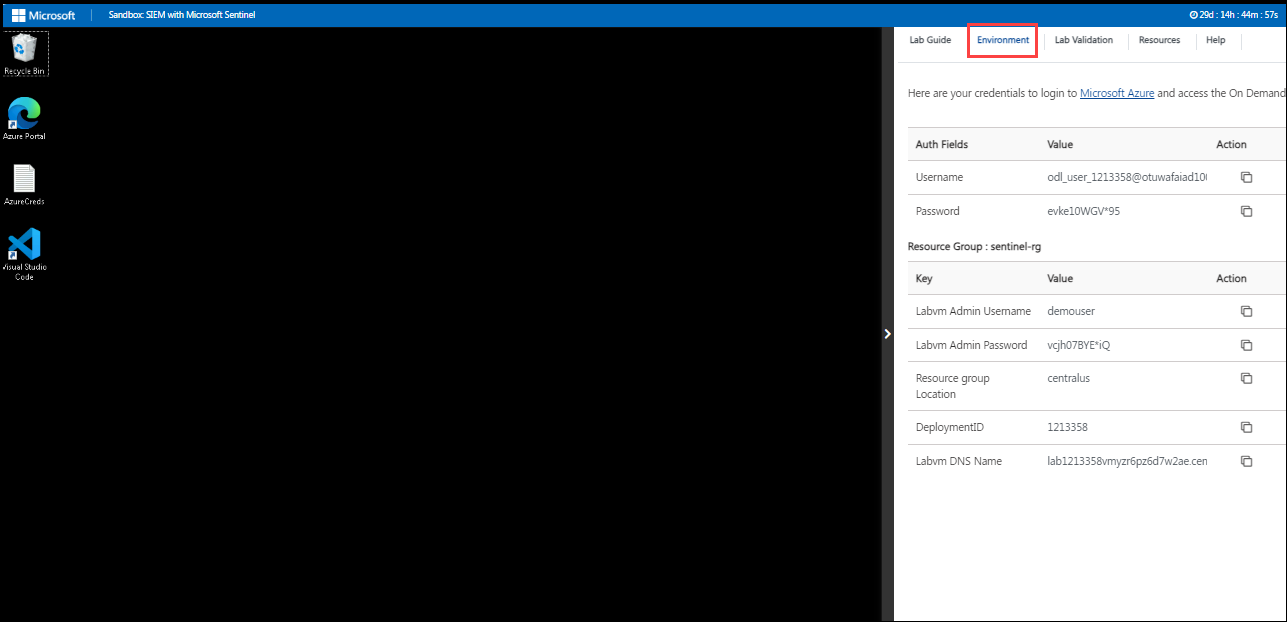 Microsoft
Sandbox: SIEM with Microsoft Sentinel
29d : 14h : 44m : 57s
Recycle Bin
Azure Portal
AzureCreds
Visual Studio
Code
Lab Guide
Environment
Lab Validation
Resources
Help
Here are your credentials to login to Microsoft Azure and access the On Demand
Auth Fields Value Action
Username odl_user_1213358@otuwafaiad10
Password evke10WGV*95
Resource Group : sentinel-rg
Key Value Action
Labvm Admin Username demouser
Labvm Admin Password vcjh07BYE*iQ
Resource group
Location
centralus
DeploymentID 1213358
Labvm DNS Name lab1213358vmyzr6pz6d7w2ae.cen